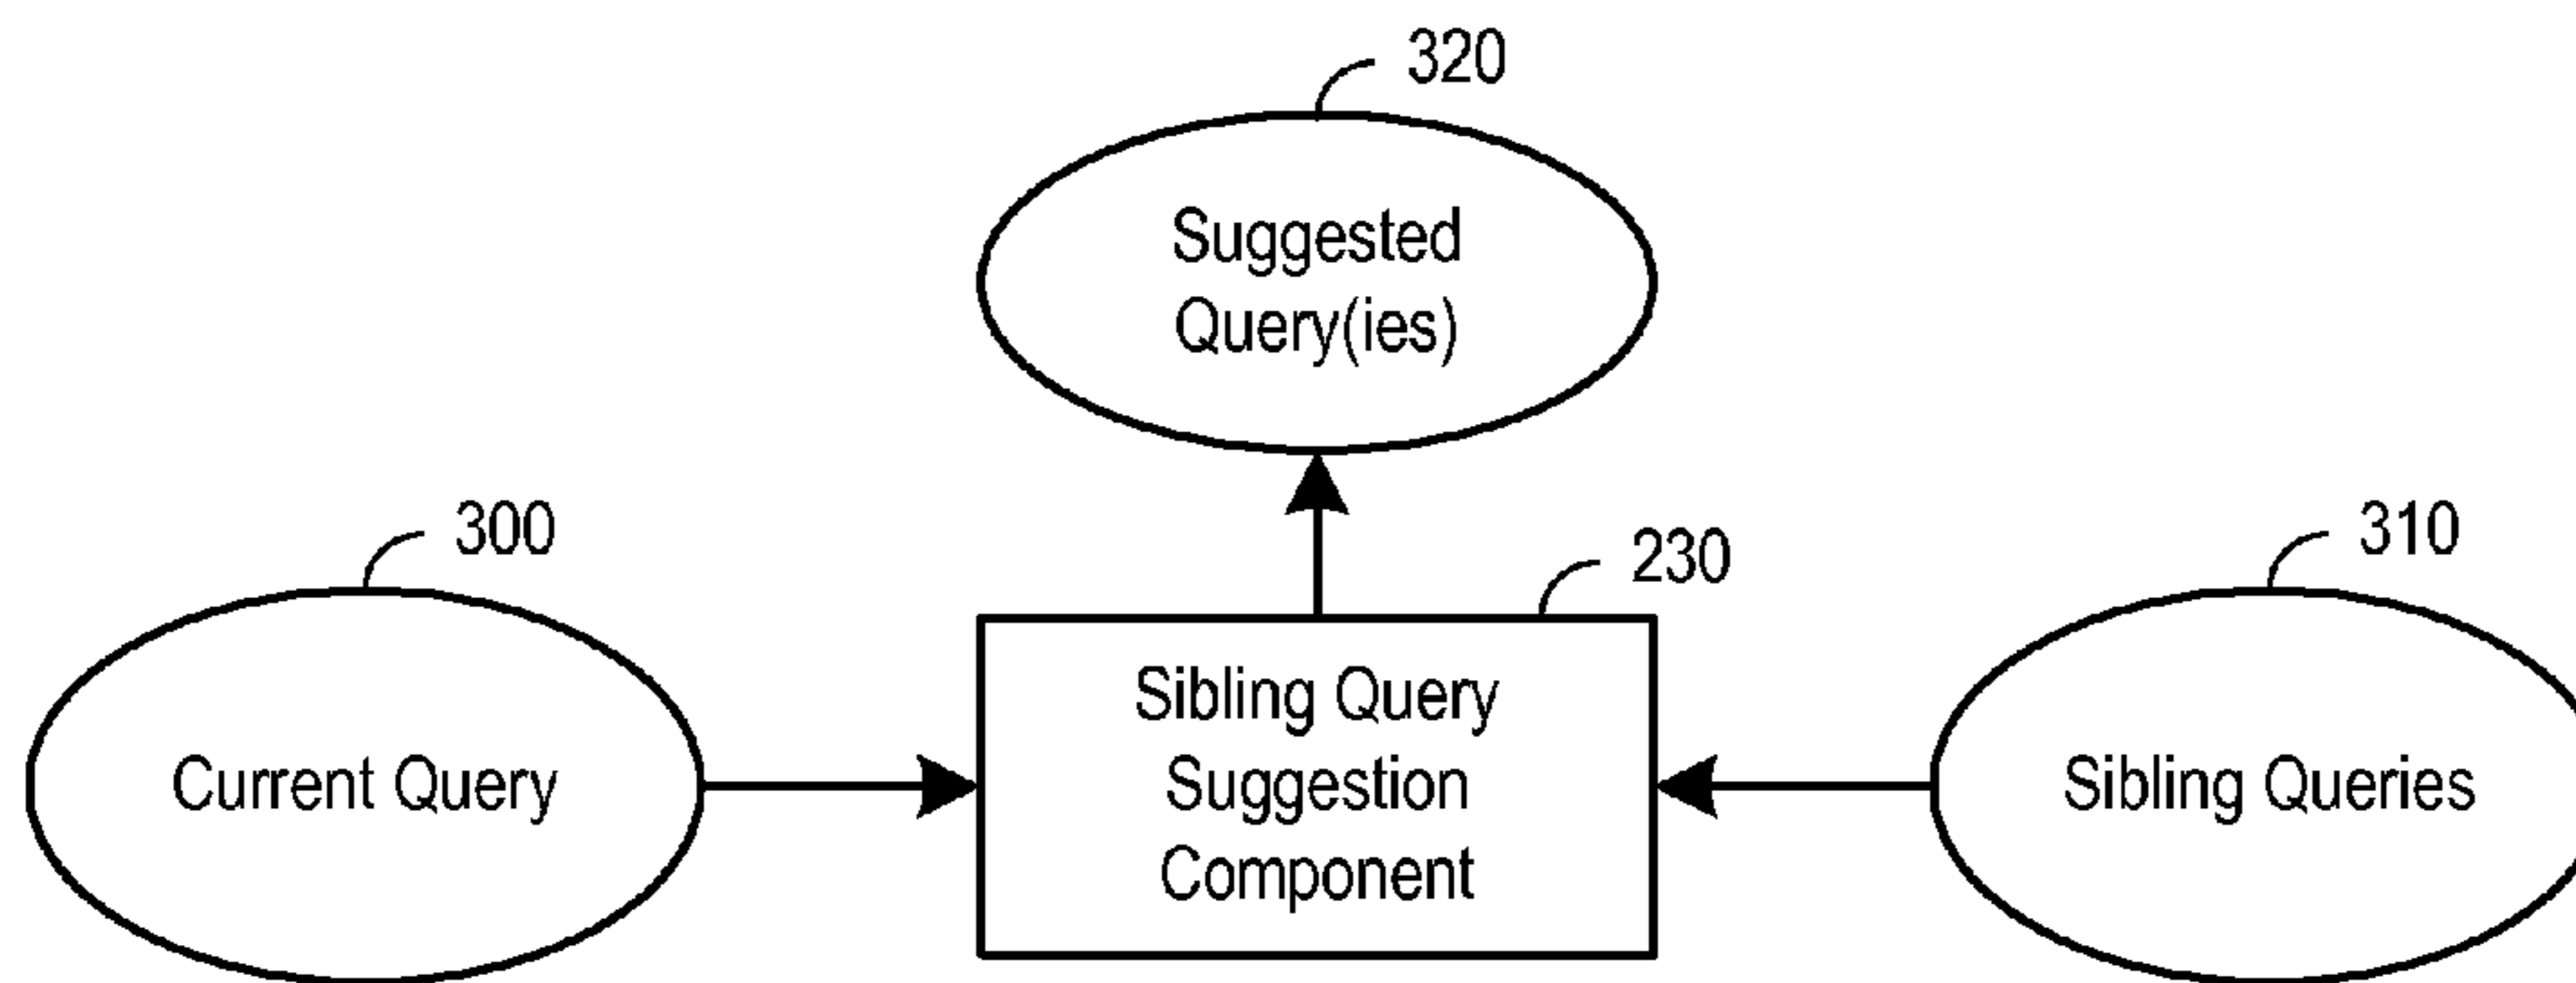 320
Suggested
Query(ies)
300
230
310
Current Query
Sibling Query
Suggestion
Component
Sibling Queries